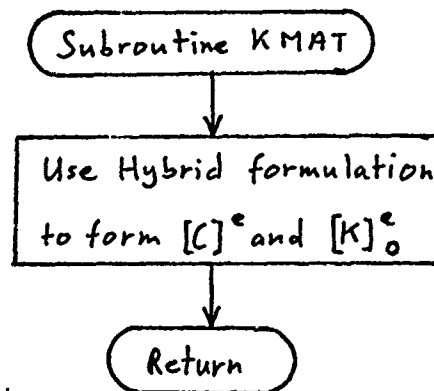 Subroutine KMAT
Use Hybrid formulation
to form [C]^e and [K]^e_0
Return